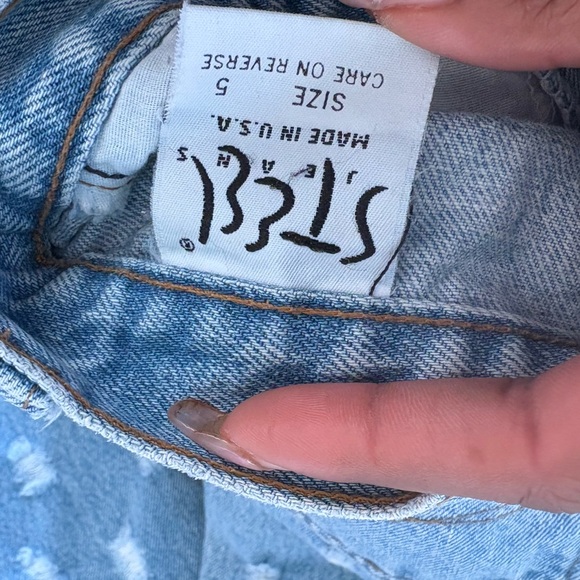 STEEL®
JEANS
MADE IN U.S.A.
SIZE 5
CARE ON REVERSE